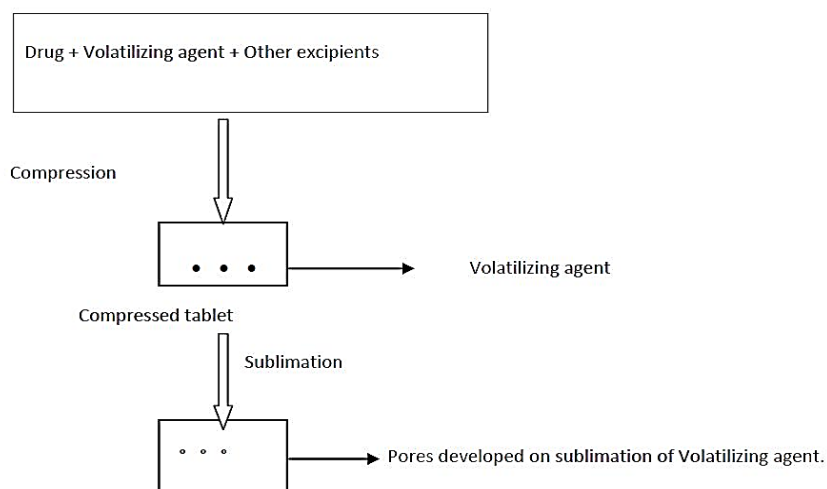 Drug + Volatilizing agent + Other excipients
Compression
Volatilizing agent
Compressed tablet
Sublimation
Pores developed on sublimation of Volatilizing agent.